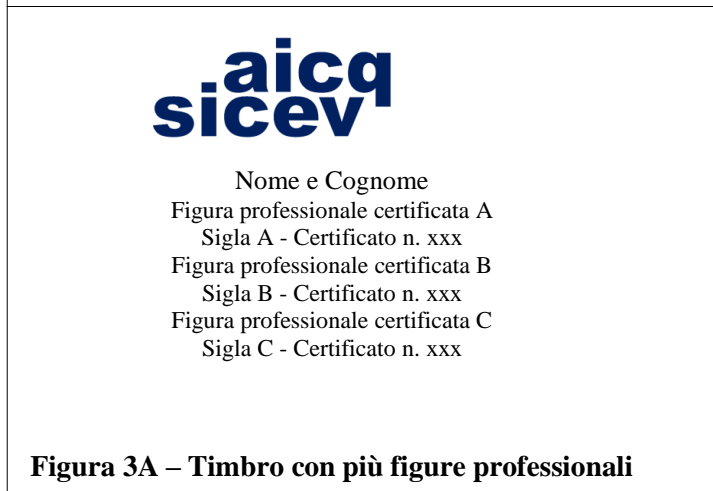 aicq
sicev
Nome e Cognome
Figura professionale certificata A
Sigla A - Certificato n. xxx
Figura professionale certificata B
Sigla B - Certificato n. xxx
Figura professionale certificata C
Sigla C - Certificato n. xxx
Figura 3A – Timbro con più figure professionali